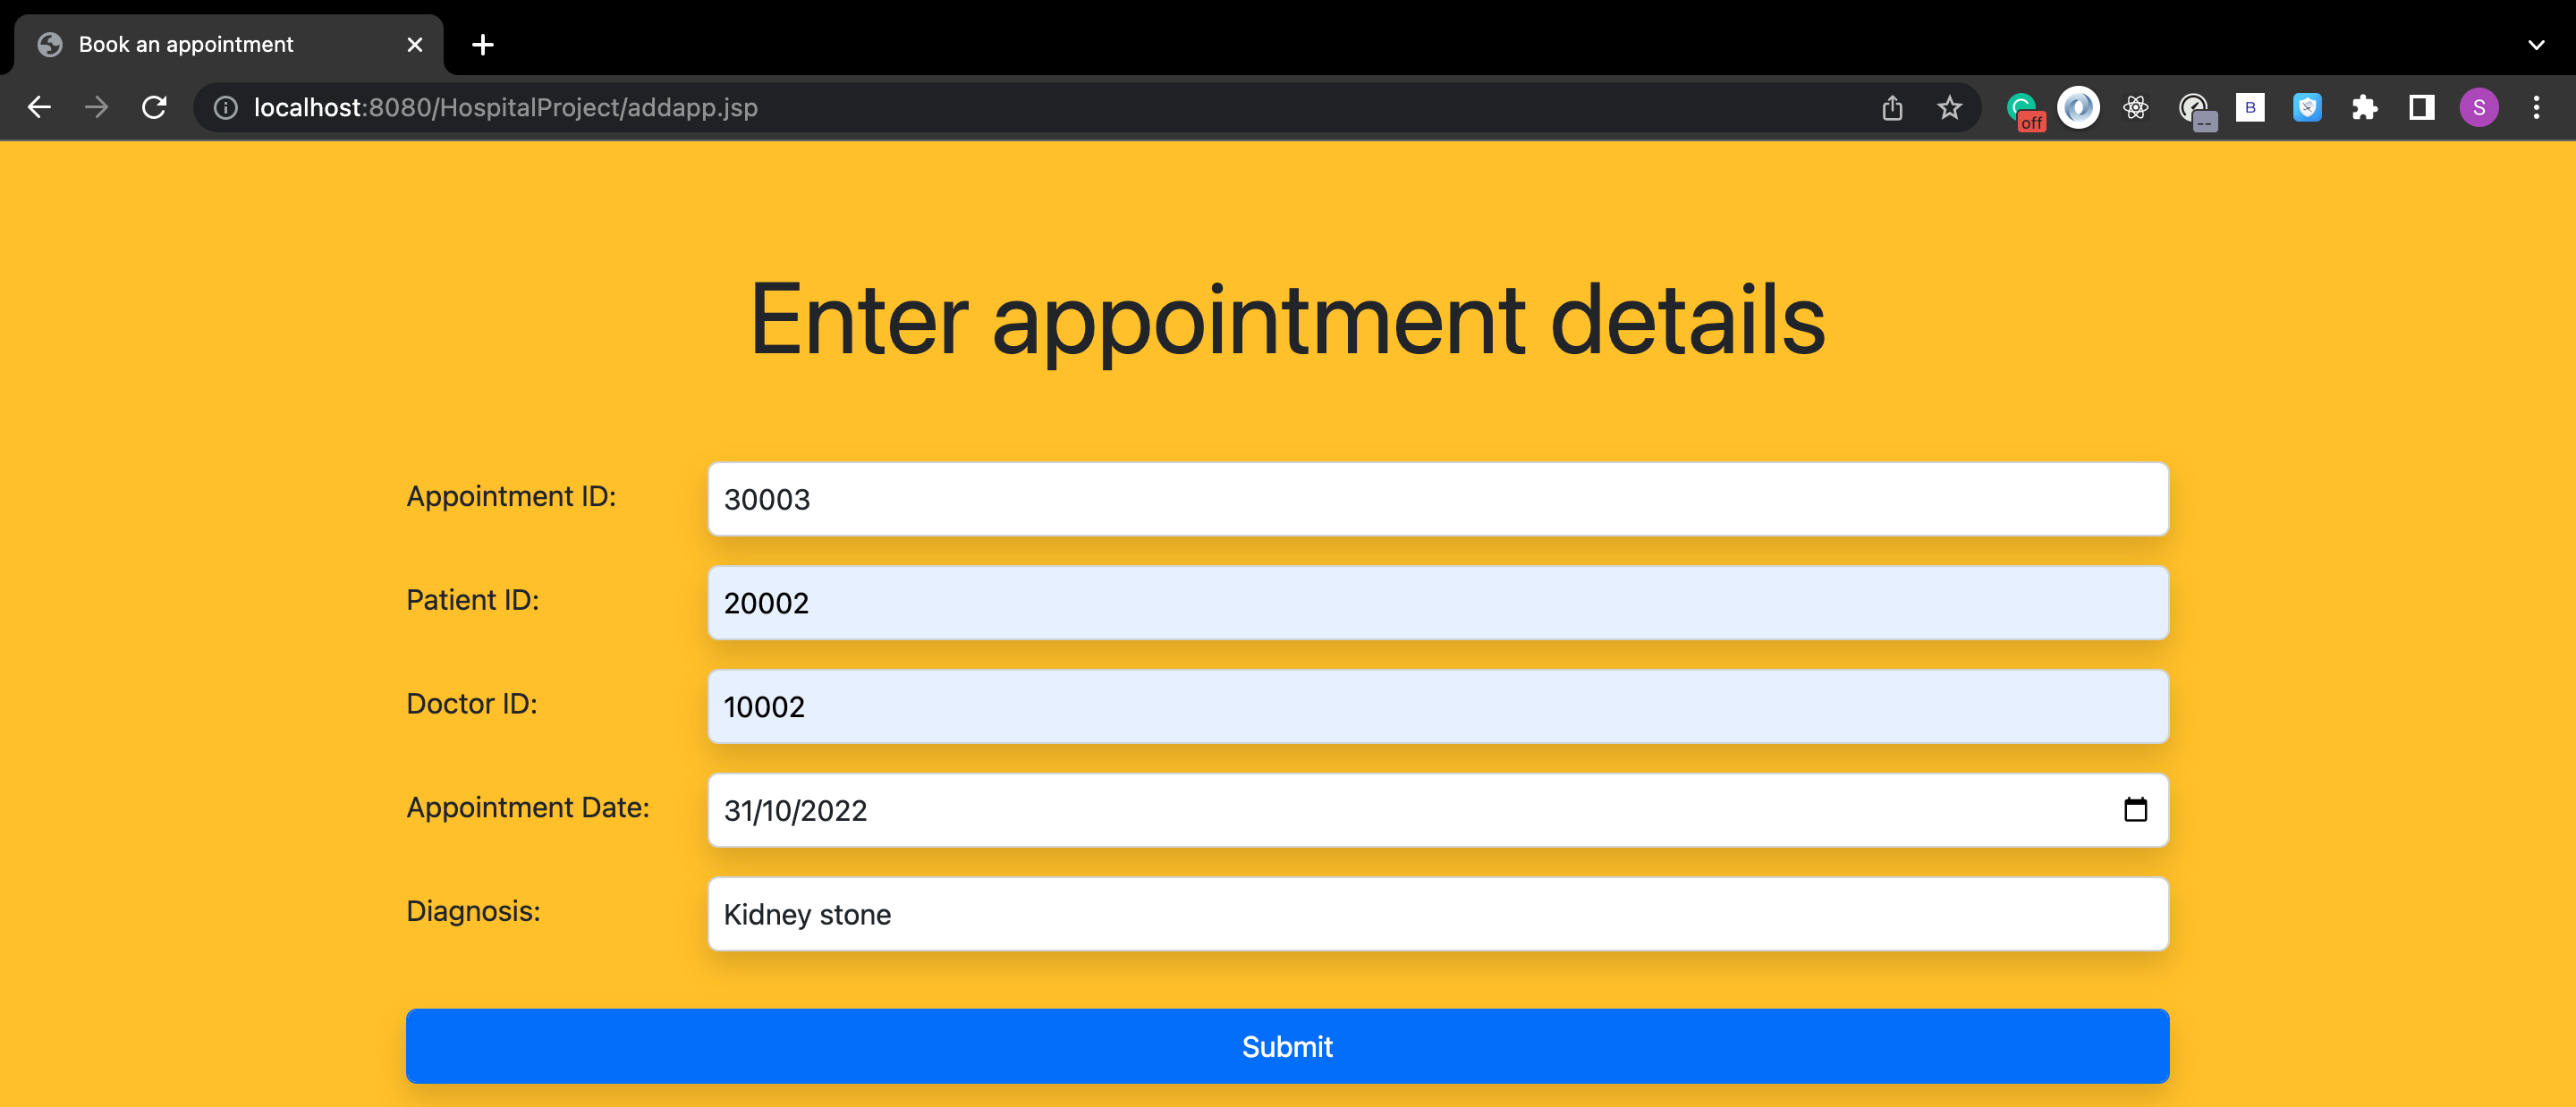 Book an appointment
localhost:8080/HospitalProject/addapp.jsp
off
--
B
S
Enter appointment details
Appointment ID: 30003
Patient ID: 20002
Doctor ID: 10002
Appointment Date: 31/10/2022
Diagnosis: Kidney stone
Submit